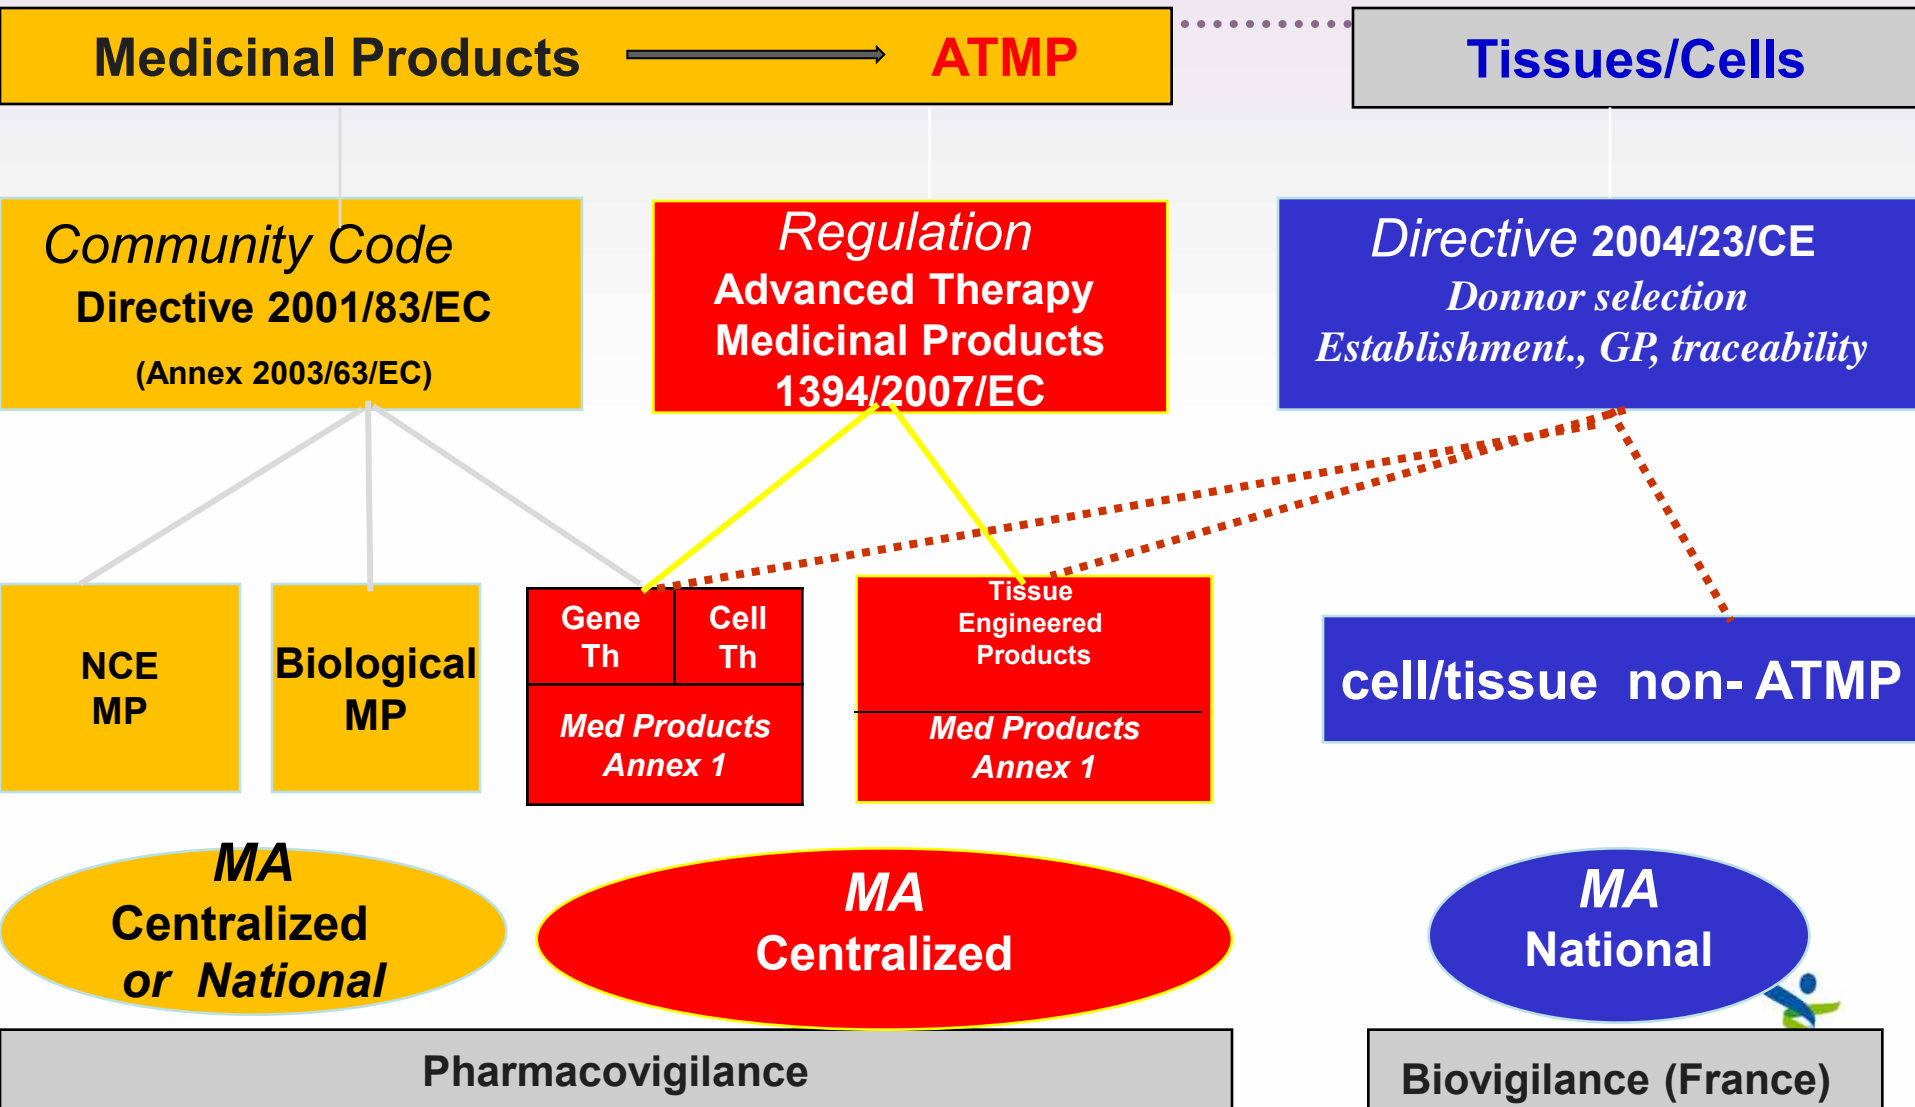 Medicinal Products
ATMP
Tissues/Cells
Community Code
Directive 2001/83/EC
(Annex 2003/63/EC)
Regulation
Advanced Therapy
Medicinal Products
1394/2007/EC
Directive 2004/23/CE
Donnor selection
Establishment., GP, traceability
NCE
MP
Biological
MP
Gene
Th
Cell
Th
Med Products
Annex 1
Tissue
Engineered
Products
Med Products
Annex 1
cell/tissue non- ATMP
MA
Centralized
or National
MA
Centralized
MA
National
Pharmacovigilance
Biovigilance (France)